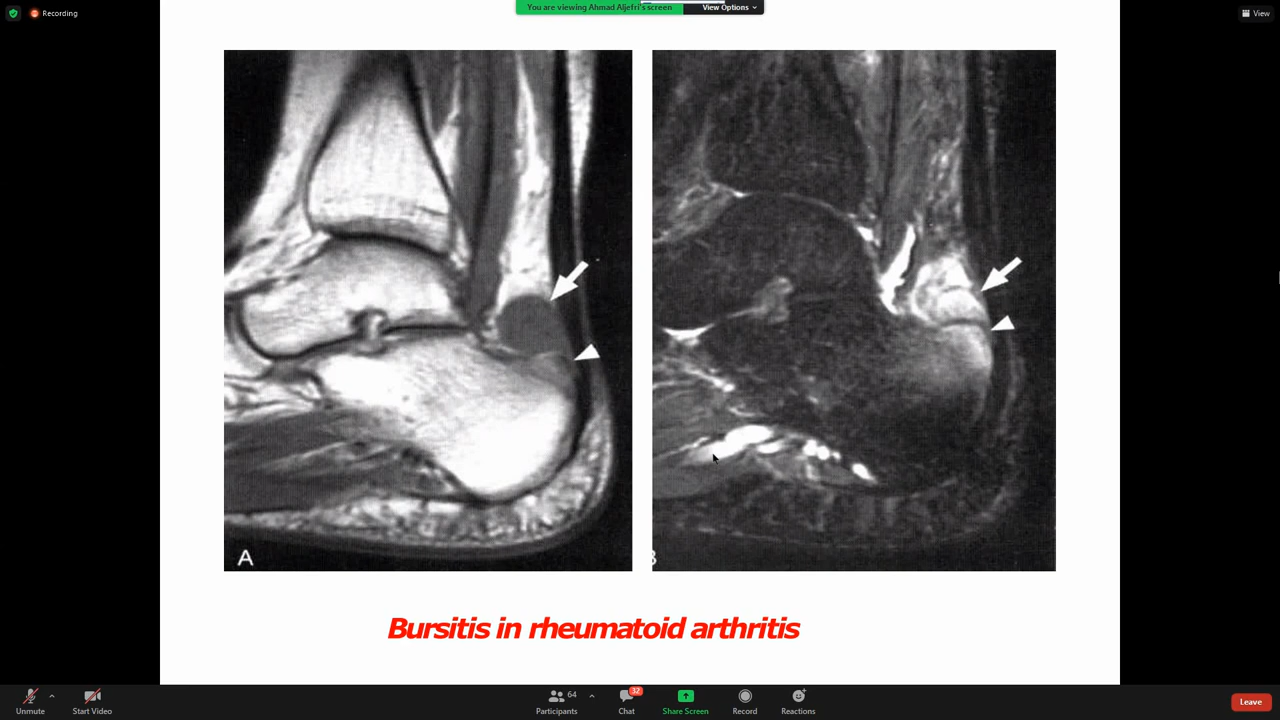 Recording
You are viewing Ahmad Aljefri's screen
View Options
View
A
Bursitis in rheumatoid arthritis
Unmute
Start Video
64
Participants
32
Chat
Share Screen
Record
Reactions
Leave